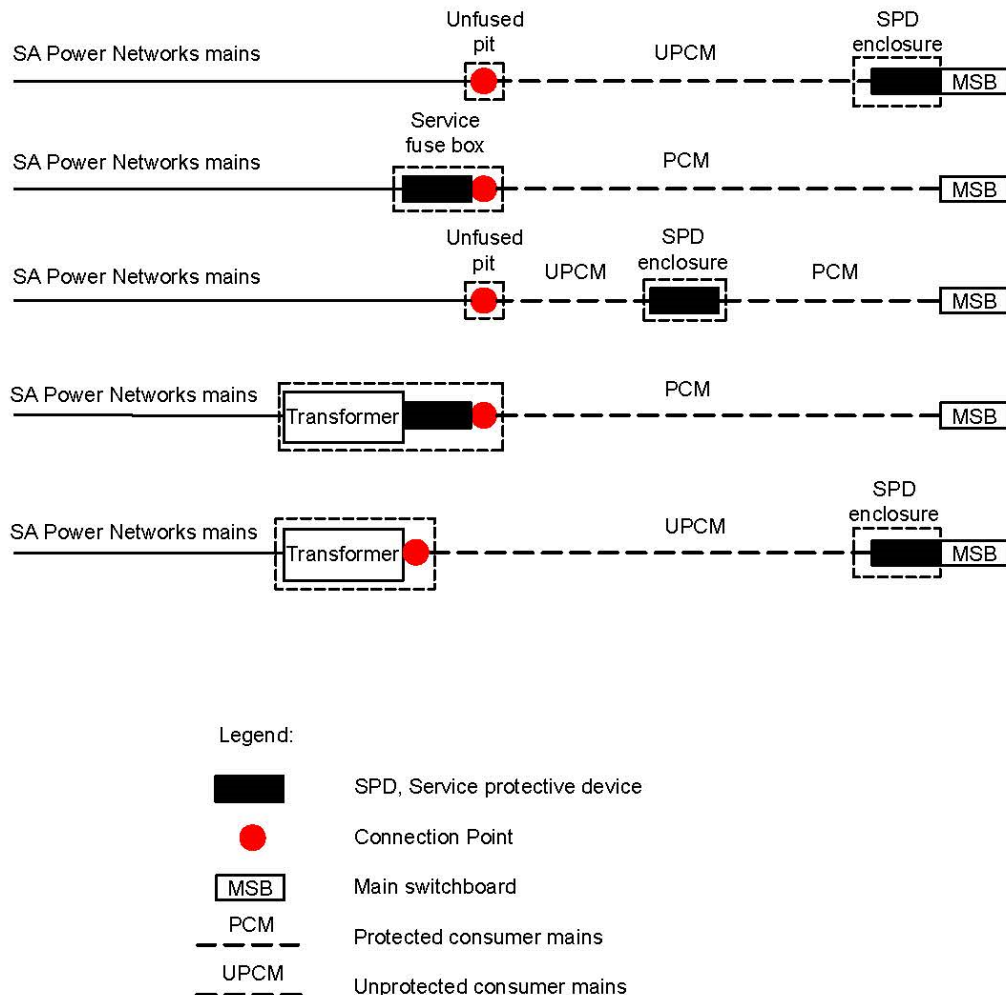 Unfused
pit
SPD
enclosure
SA Power Networks mains
UPCM
MSB
Service
fuse box
SA Power Networks mains
PCM
MSB
Unfused
pit
SPD
enclosure
SA Power Networks mains
UPCM
PCM
MSB
SA Power Networks mains
Transformer
PCM
MSB
SPD
enclosure
SA Power Networks mains
Transformer
UPCM
MSB
Legend:
SPD, Service protective device
Connection Point
MSB
Main switchboard
PCM
Protected consumer mains
UPCM
Unprotected consumer mains